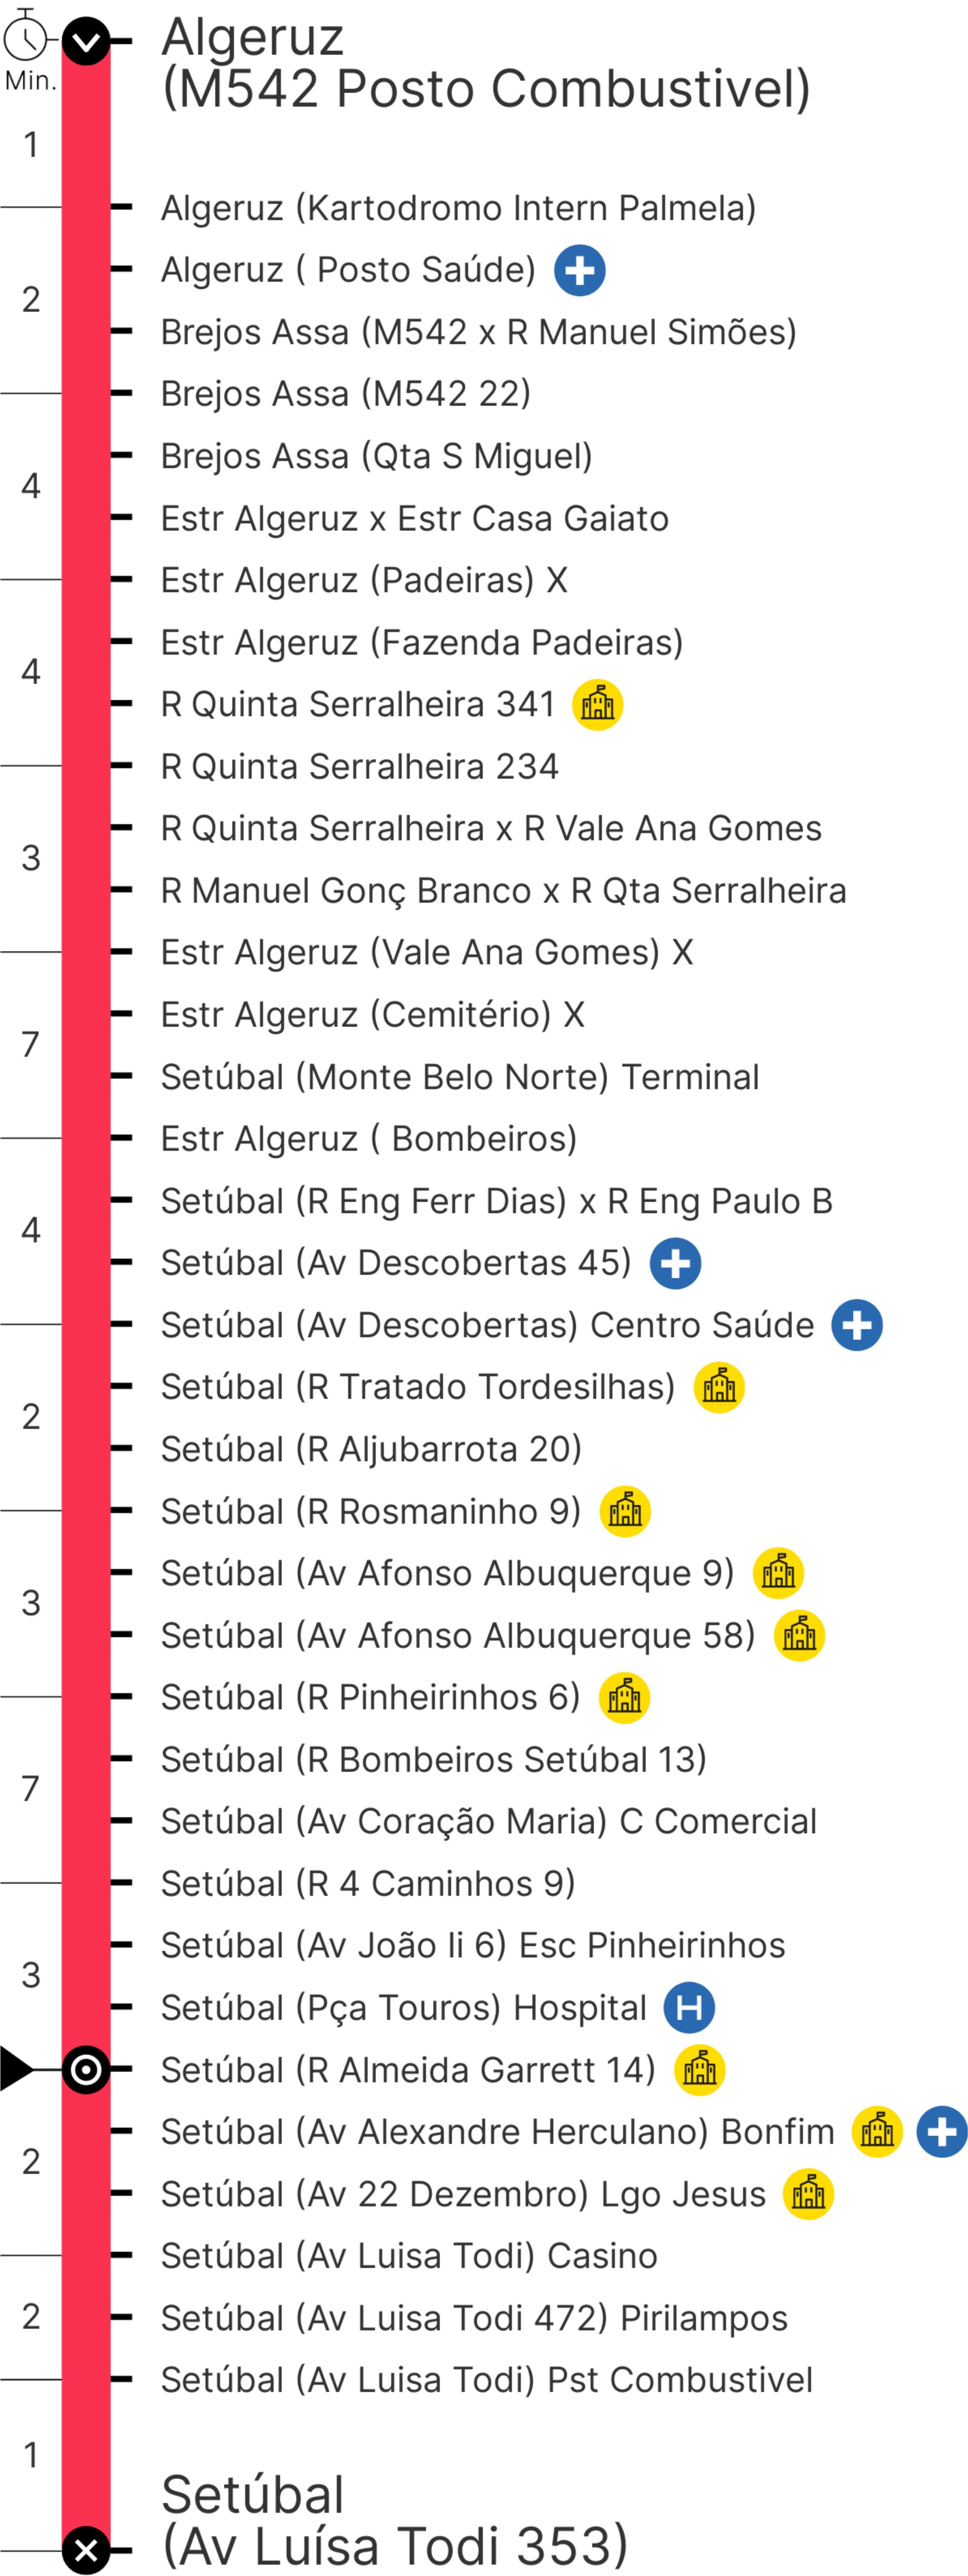 Algeruz
(M542 Posto Combustivel)
Min.
1
Algeruz (Kartodromo Intern Palmela)
Algeruz ( Posto Saúde)
2
Brejos Assa (M542 x R Manuel Simões)
Brejos Assa (M542 22)
Brejos Assa (Qta S Miguel)
4
Estr Algeruz x Estr Casa Gaiato
Estr Algeruz (Padeiras) X
Estr Algeruz (Fazenda Padeiras)
4
R Quinta Serralheira 341
R Quinta Serralheira 234
R Quinta Serralheira x R Vale Ana Gomes
3
R Manuel Gonç Branco x R Qta Serralheira
Estr Algeruz (Vale Ana Gomes) X
Estr Algeruz (Cemitério) X
7
Setúbal (Monte Belo Norte) Terminal
Estr Algeruz ( Bombeiros)
Setúbal (R Eng Ferr Dias) x R Eng Paulo B
4
Setúbal (Av Descobertas 45)
Setúbal (Av Descobertas) Centro Saúde
Setúbal (R Tratado Tordesilhas)
2
Setúbal (R Aljubarrota 20)
Setúbal (R Rosmaninho 9)
Setúbal (Av Afonso Albuquerque 9)
3
Setúbal (Av Afonso Albuquerque 58)
Setúbal (R Pinheirinhos 6)
Setúbal (R Bombeiros Setúbal 13)
7
Setúbal (Av Coração Maria) C Comercial
Setúbal (R 4 Caminhos 9)
Setúbal (Av João Ii 6) Esc Pinheirinhos
3
Setúbal (Pça Touros) Hospital H
Setúbal (R Almeida Garrett 14)
Setúbal (Av Alexandre Herculano) Bonfim
2
Setúbal (Av 22 Dezembro) Lgo Jesus
Setúbal (Av Luisa Todi) Casino
2
Setúbal (Av Luisa Todi 472) Pirilampos
Setúbal (Av Luisa Todi) Pst Combustivel
1
Setúbal
(Av Luísa Todi 353)